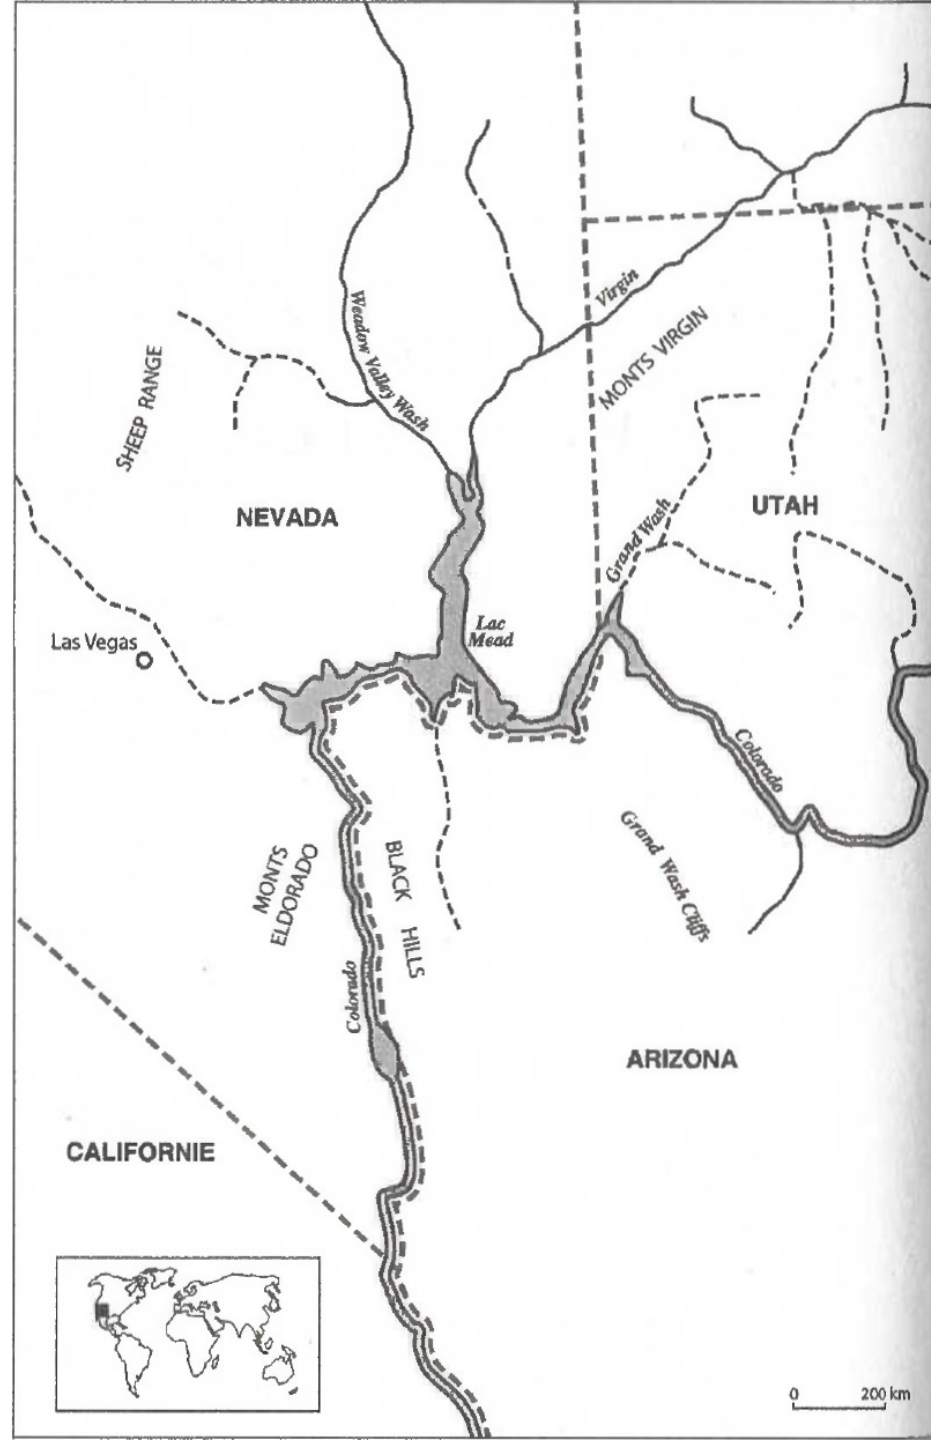 Virgin
MONTS VIRGIN
Weadow Valley Wash
SHEEP RANGE
NEVADA
UTAH
Grand Wash
Las Vegas
Lac
Mead
Colorado
Grand Wash Cliffs
MONTS
ELDORADO
BLACK HILLS
Colorado
ARIZONA
CALIFORNIE
0 200 km